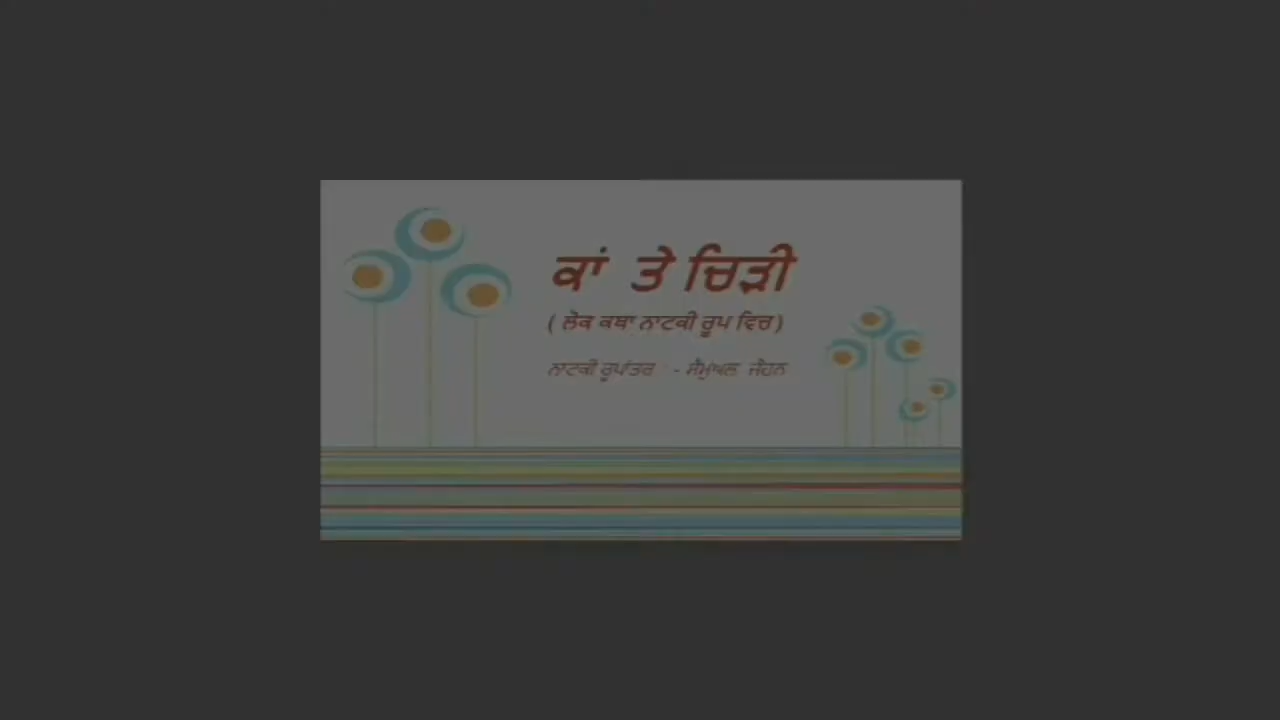 ਕਾਂ ਤੇ ਚਿੜੀ
( ਲੋਕ ਕਥਾ ਨਾਟਕੀ ਰੂਪ ਵਿਚ )
ਨਾਟਕੀ ਰੂਪਾਂਤਰ - ਸੈਮੁਅਲ ਜੌਹਨ